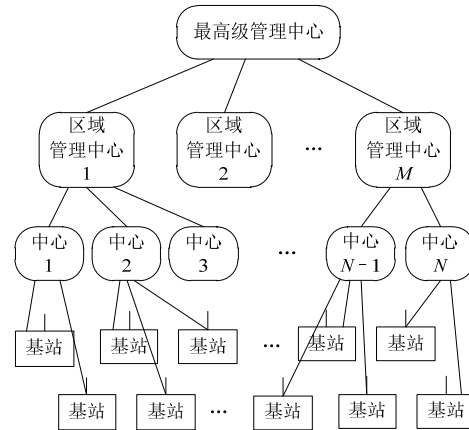 最高级管理中心
区域
管理中心
1
区域
管理中心
2
...
区域
管理中心
M
中心
1
中心
2
中心
3
...
中心
N-1
中心
N
基站
基站
基站
...
基站
基站
基站
基站
...
基站
基站
基站